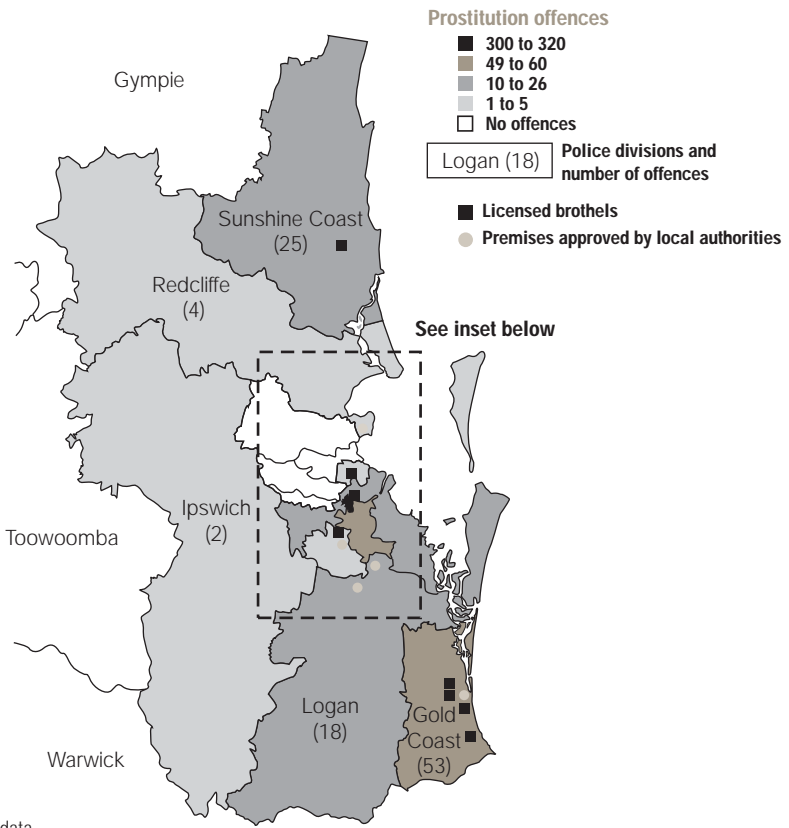 Prostitution offences
300 to 320
49 to 60
10 to 26
1 to 5
No offences
Logan (18)
Police divisions and
number of offences
Licensed brothels
Premises approved by local authorities
Gympie
Sunshine Coast
(25)
Redcliffe
(4)
See inset below
Ipswich
(2)
Toowoomba
Logan
(18)
Gold
Coast
(53)
Warwick
data